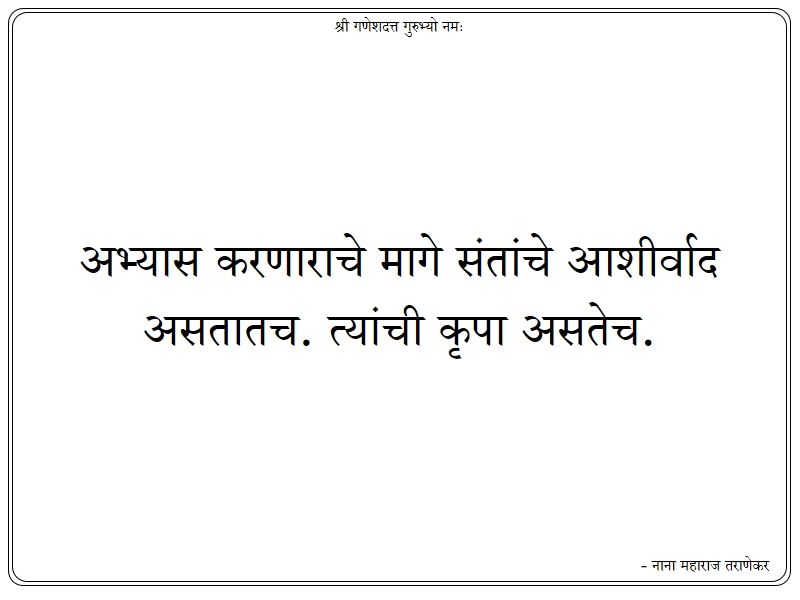 श्री गणेशदत्त गुरुभ्यो नमः
अभ्यास करणाराचे मागे संतांचे आशीर्वाद
असतातच. त्यांची कृपा असतेच.
- नाना महाराज तराणेकर